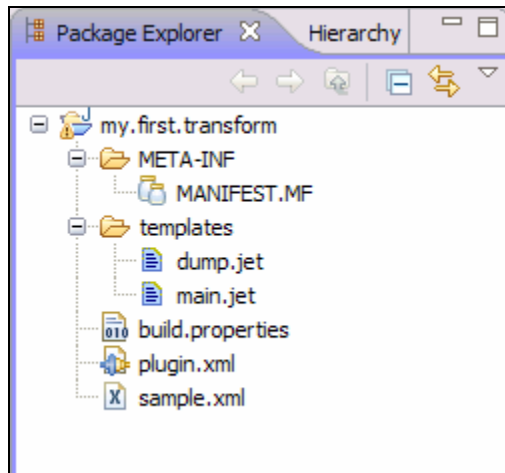 Package Explorer Hierarchy
my.first.transform
META-INF
MANIFEST.MF
templates
dump.jet
main.jet
010
build.properties
plugin.xml
X sample.xml